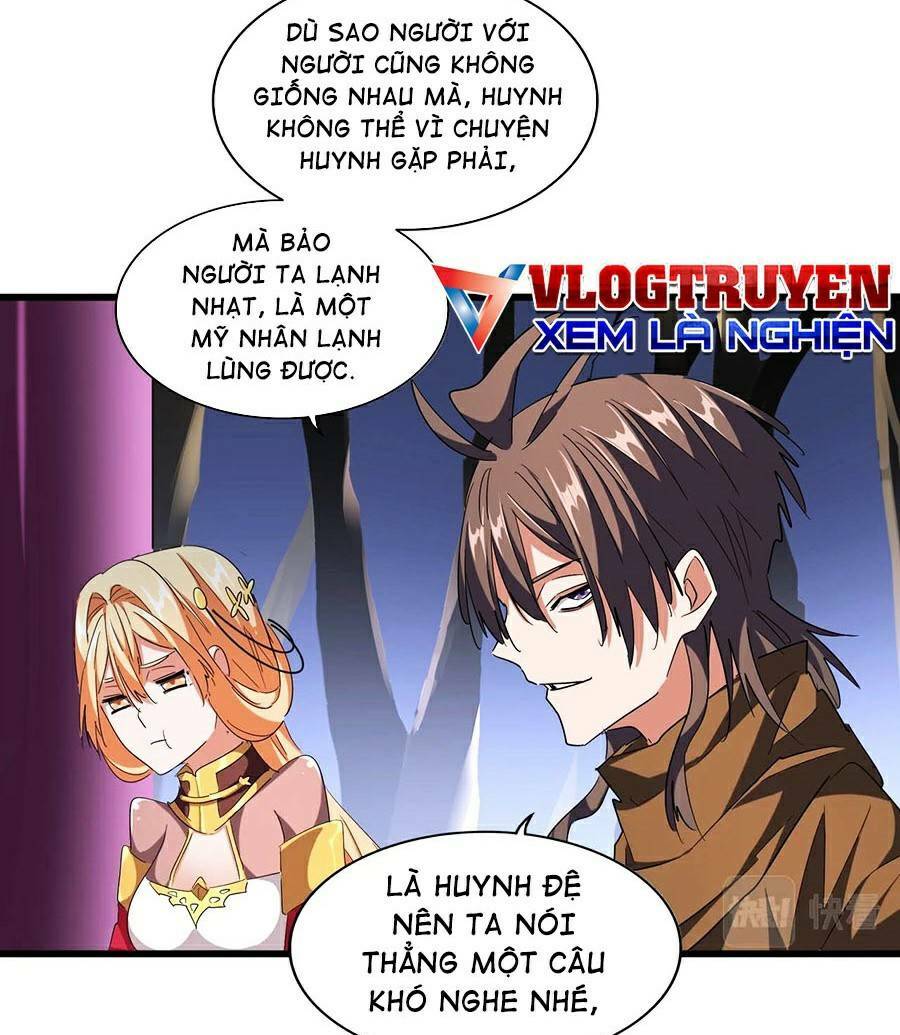 DÙ SAO NGƯỜI VỚI
NGƯỜI CŨNG KHÔNG
GIỐNG NHAU MÀ, HUYNH
KHÔNG THỂ VÌ CHUYỆN
HUYNH GẶP PHẢI,
MÀ BẢO
NGƯỜI TA LẠNH
NHẠT, LÀ MỘT
MỸ NHÂN LẠNH
LÙNG ĐƯỢC.
VLOGTRUYEN
XEM LÀ NGHIỆN
LÀ HUYNH ĐỆ
NÊN TA NÓI
THẲNG MỘT CÂU
KHÓ NGHE NHÉ,
快看! 快看